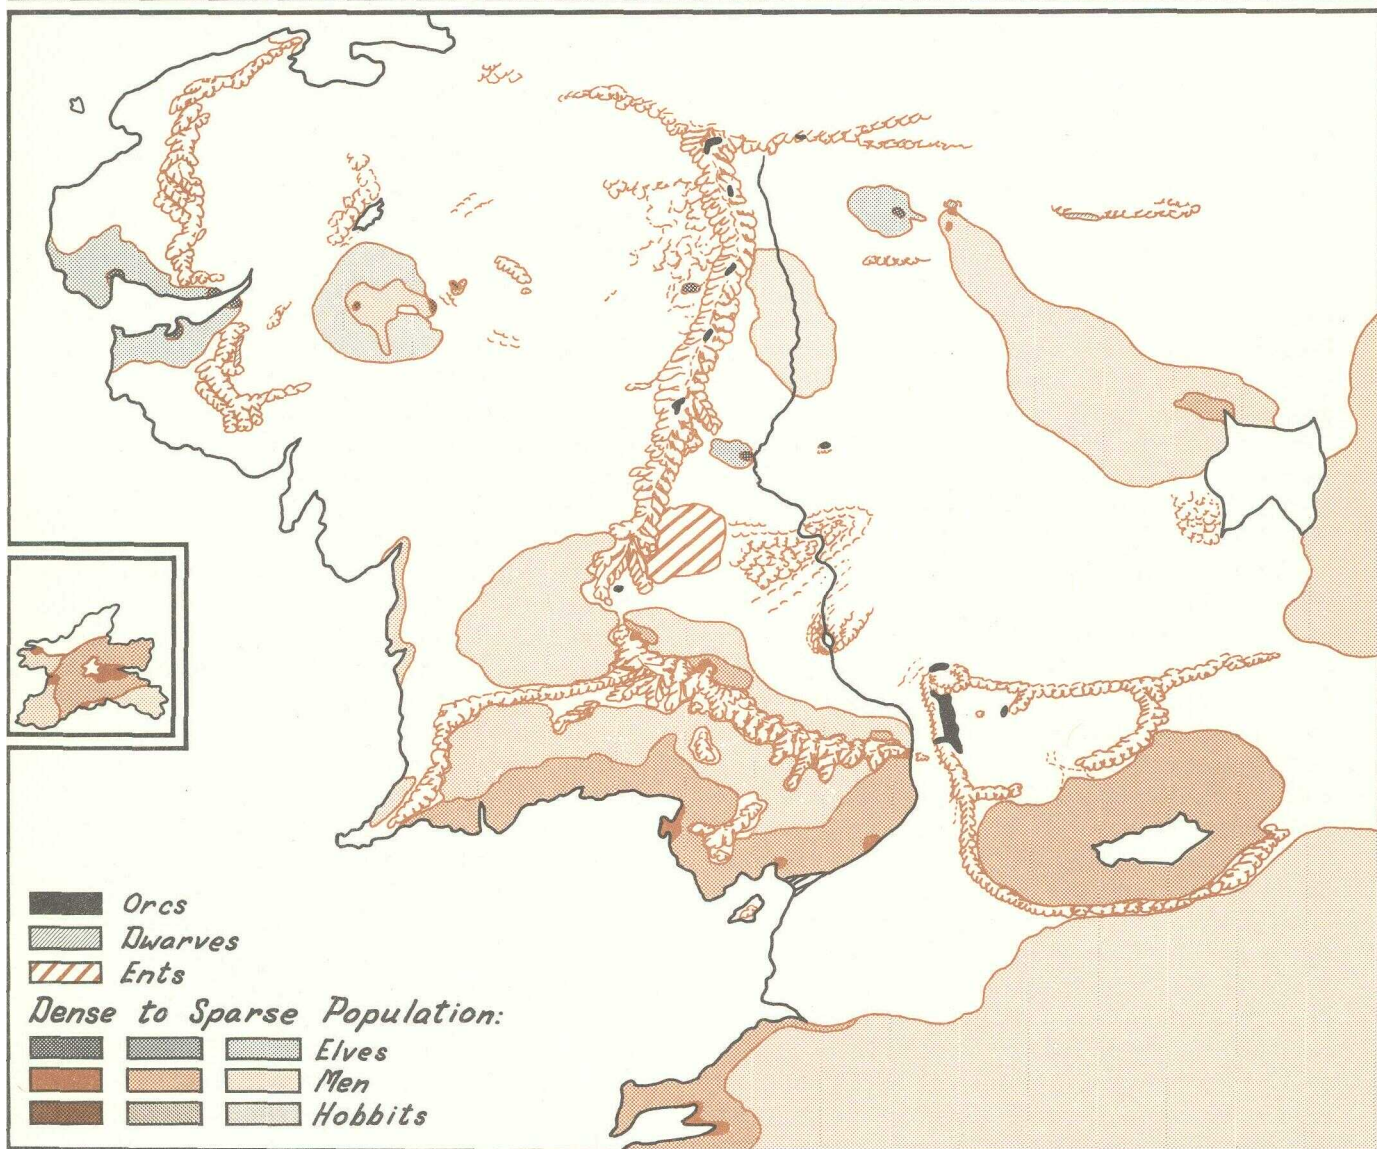 Orcs
Dwarves
Ents
Dense to Sparse Population:
Elves
Men
Hobbits